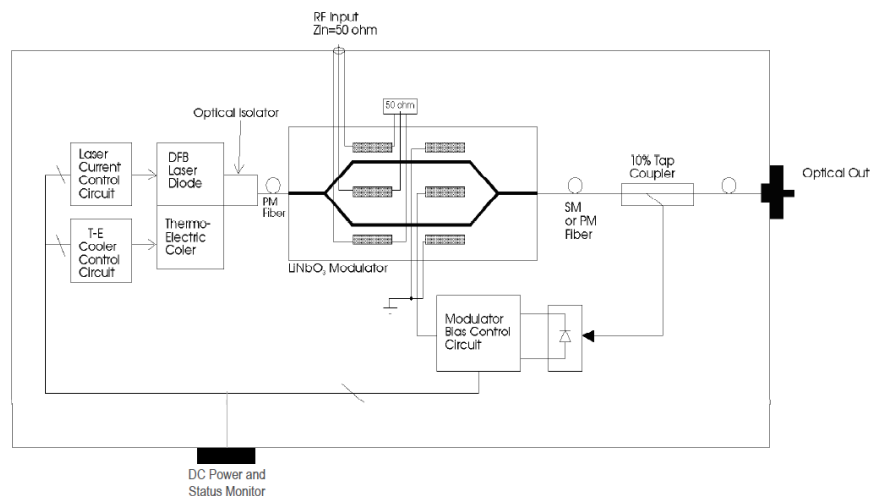 RF Input
Zin=50 ohm
50 ohm
Optical Isolator
Laser
Current
Control
Circuit
DFB
Laser
Diode
PM
Fiber
10% Tap
Coupler
Optical Out
SM
or PM
Fiber
T-E
Cooler
Control
Circuit
Thermo-
Electric
Coler
LiNbO₃ Modulator
Modulator
Bias Control
Circuit
DC Power and
Status Monitor